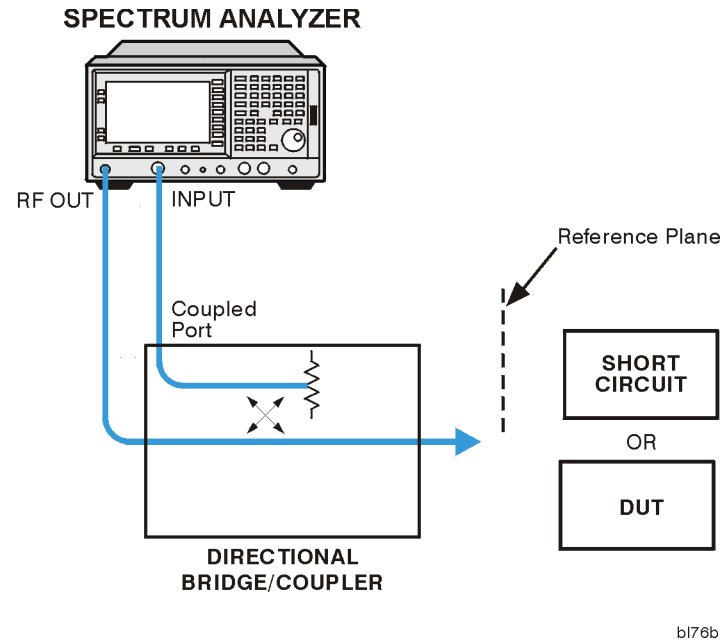 SPECTRUM ANALYZER
RF OUT
INPUT
Reference Plane
Coupled
Port
SHORT
CIRCUIT
OR
DUT
DIRECTIONAL
BRIDGE/COUPLER
bl76b